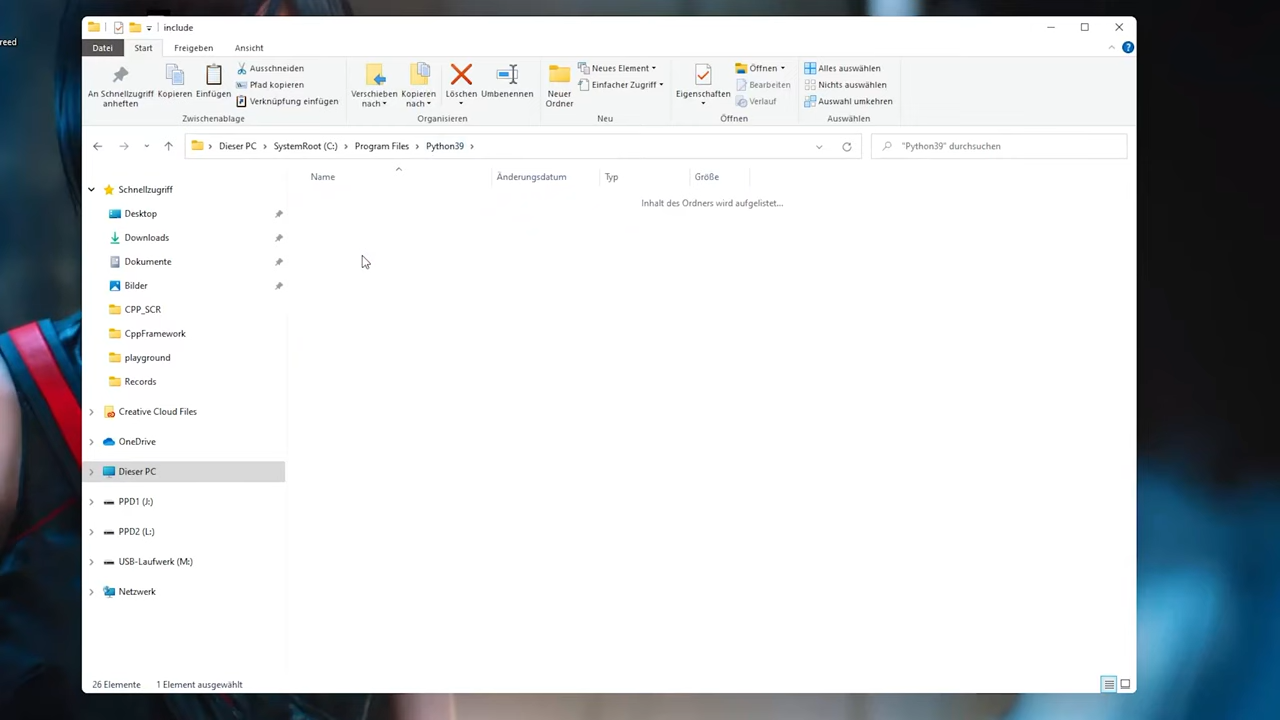 reed
include
Datei Start Freigeben Ansicht
An Schnellzugriff anheften
Kopieren
Einfügen
Ausschneiden
Pfad kopieren
Verknüpfung einfügen
Zwischenablage
Verschieben nach
Kopieren nach
Löschen
Umbenennen
Organisieren
Neuer Ordner
Neues Element
Einfacher Zugriff
Neu
Eigenschaften
Öffnen
Bearbeiten
Verlauf
Öffnen
Alles auswählen
Nichts auswählen
Auswahl umkehren
Auswählen
Dieser PC > SystemRoot (C:) > Program Files > Python39 >
"Python39" durchsuchen
Name Änderungsdatum Typ Größe
Inhalt des Ordners wird aufgelistet...
Schnellzugriff
Desktop
Downloads
Dokumente
Bilder
CPP_SCR
CppFramework
playground
Records
Creative Cloud Files
OneDrive
Dieser PC
PPD1 (J:)
PPD2 (L:)
USB-Laufwerk (M:)
Netzwerk
26 Elemente 1 Element ausgewählt